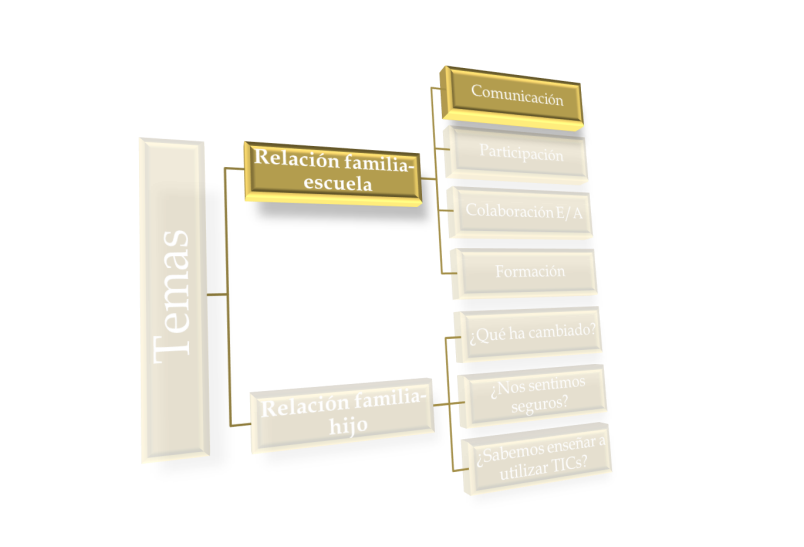 Temas
Relación familia-
escuela
Comunicación
Participación
Colaboración E/A
Formación
Relación familia-
hijo
¿Qué ha cambiado?
¿Nos sentimos
seguros?
¿Sabemos enseñar a
utilizar TICs?